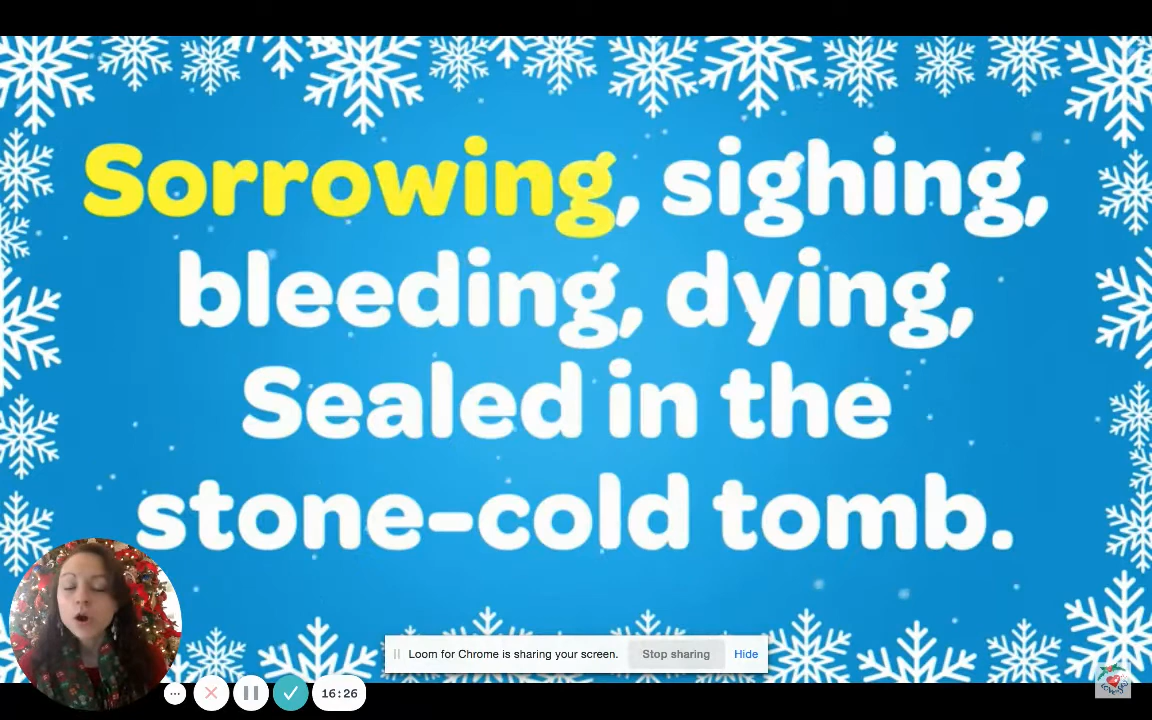 Sorrowing, sighing,
bleeding, dying,
Sealed in the
stone-cold tomb.
Loom for Chrome is sharing your screen. Stop sharing Hide
16:26